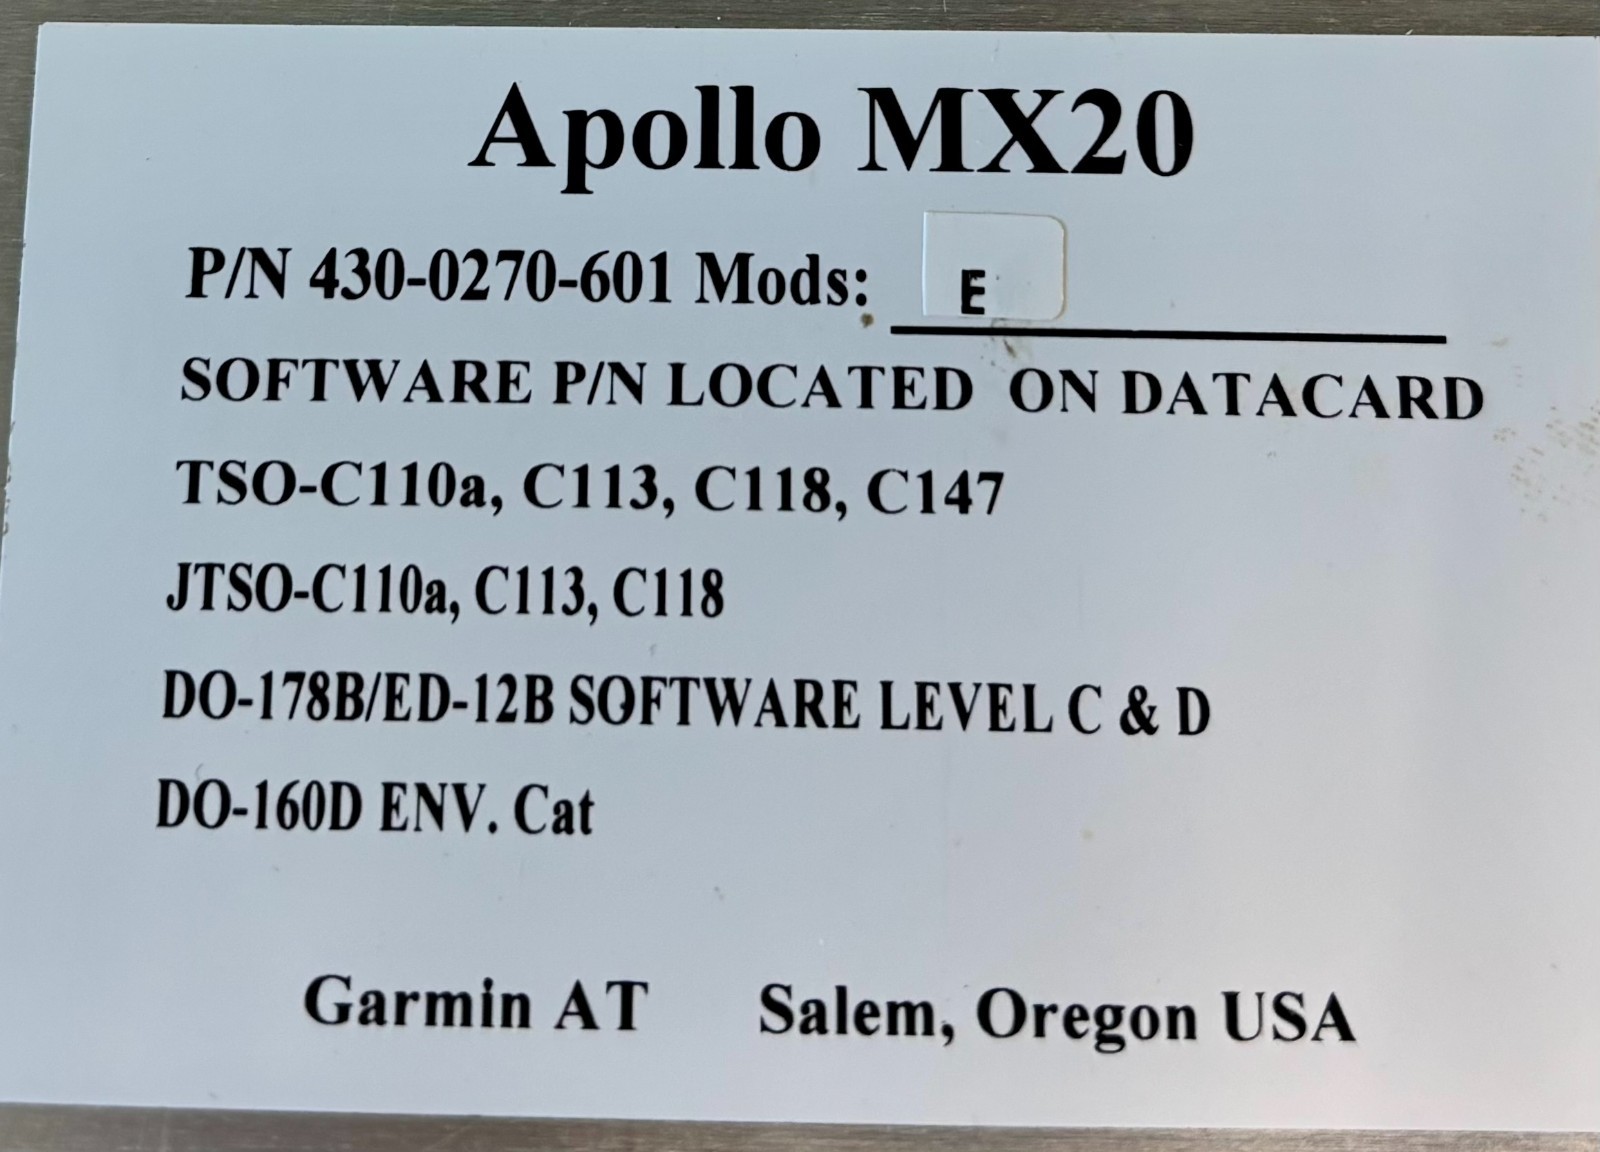 Apollo MX20
P/N 430-0270-601 Mods: E
SOFTWARE P/N LOCATED ON DATACARD
TSO-C110a, C113, C118, C147
JTSO-C110a, C113, C118
DO-178B/ED-12B SOFTWARE LEVEL C & D
DO-160D ENV. Cat
Garmin AT Salem, Oregon USA